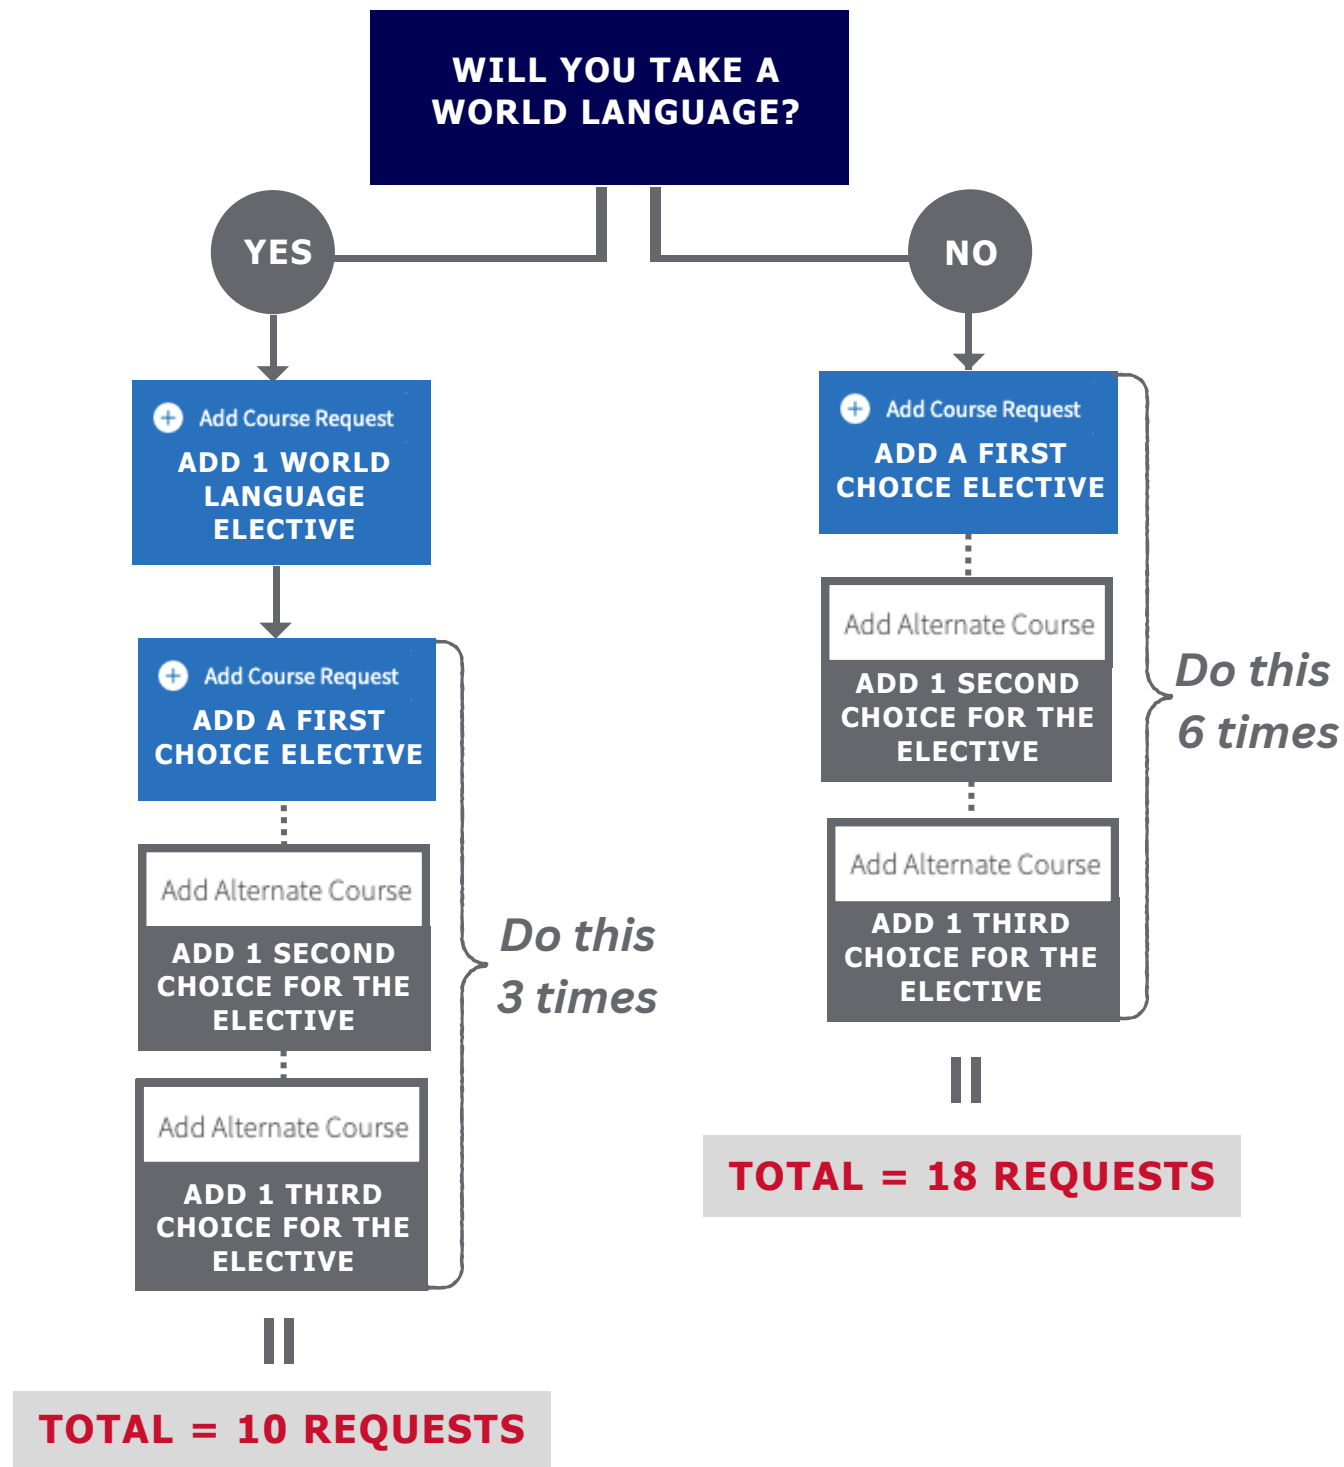 WILL YOU TAKE A
WORLD LANGUAGE?
YES
NO
+ Add Course Request
ADD 1 WORLD
LANGUAGE
ELECTIVE
+ Add Course Request
ADD A FIRST
CHOICE ELECTIVE
Add Alternate Course
ADD 1 SECOND
CHOICE FOR THE
ELECTIVE
Add Alternate Course
ADD 1 THIRD
CHOICE FOR THE
ELECTIVE
Do this
3 times
TOTAL = 10 REQUESTS
+ Add Course Request
ADD A FIRST
CHOICE ELECTIVE
Add Alternate Course
ADD 1 SECOND
CHOICE FOR THE
ELECTIVE
Add Alternate Course
ADD 1 THIRD
CHOICE FOR THE
ELECTIVE
Do this
6 times
TOTAL = 18 REQUESTS